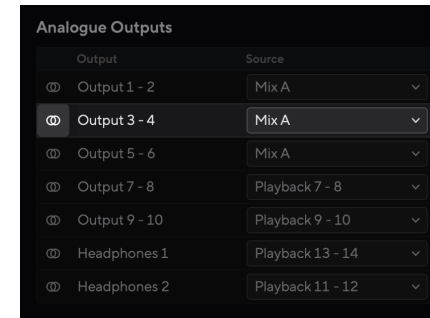 Analogue Outputs
Output Source
Output 1 - 2 Mix A
Output 3 - 4 Mix A
Output 5 - 6 Mix A
Output 7 - 8 Playback 7 - 8
Output 9 - 10 Playback 9 - 10
Headphones 1 Playback 13 - 14
Headphones 2 Playback 11 - 12